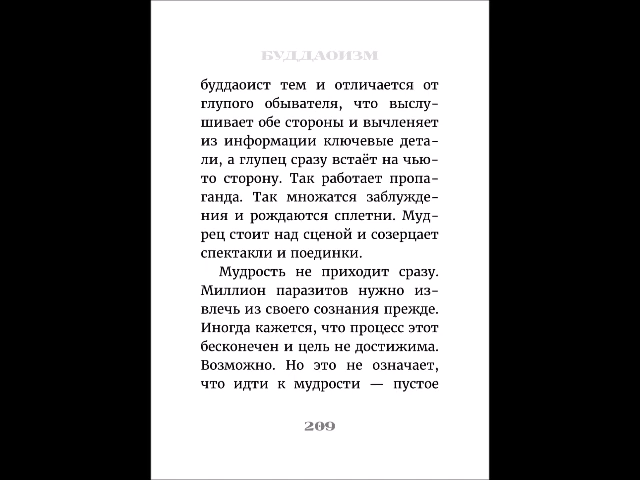 БУДДАОИЗМ
буддаоист тем и отличается от
глупого обывателя, что выслу-
шивает обе стороны и вычленяет
из информации ключевые дета-
ли, а глупец сразу встаёт на чью-
то сторону. Так работает пропа-
ганда. Так множатся заблужде-
ния и рождаются сплетни. Муд-
рец стоит над сценой и созерцает
спектакли и поединки.
Мудрость не приходит сразу.
Миллион паразитов нужно из-
влечь из своего сознания прежде.
Иногда кажется, что процесс этот
бесконечен и цель не достижима.
Возможно. Но это не означает,
что идти к мудрости — пустое
209